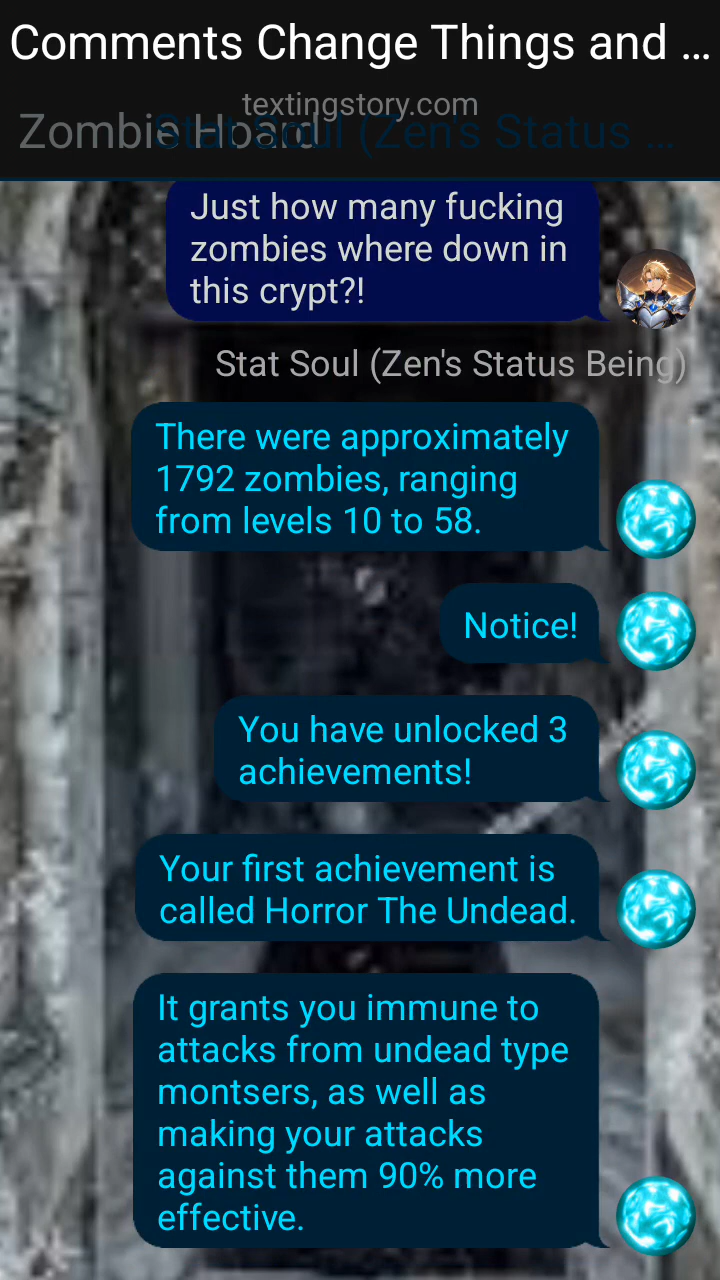 Comments Change Things and ...
textingstory.com
Zombie Hoard
Stat Soul (Zen's Status ...
Just how many fucking
zombies where down in
this crypt?!
Stat Soul (Zen's Status Being)
There were approximately
1792 zombies, ranging
from levels 10 to 58.
Notice!
You have unlocked 3
achievements!
Your first achievement is
called Horror The Undead.
It grants you immune to
attacks from undead type
montsers, as well as
making your attacks
against them 90% more
effective.